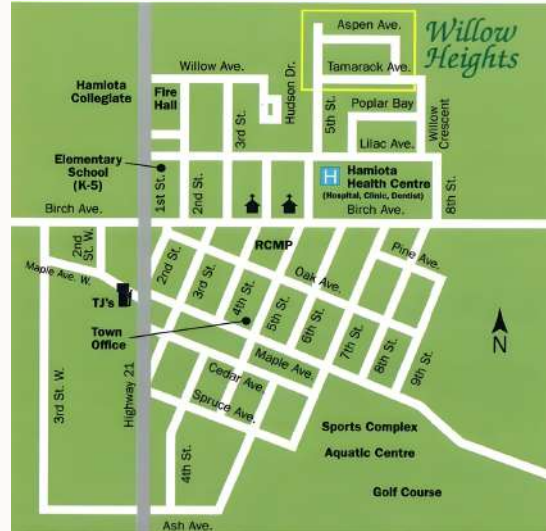 Willow
Heights
Aspen Ave.
Tamarack Ave.
Willow Ave.
Hamiota
Collegiate
Fire
Hall
Hudson Dr.
Poplar Bay
5th St.
3rd St.
Lilac Ave.
Willow
Crescent
Elementary
School
(K-5)
1st St.
2nd St.
H
Hamiota
Health Centre
(Hospital, Clinic, Dentist)
8th St.
Birch Ave.
Birch Ave.
2nd
St. W.
Maple Ave. W.
RCMP
2nd St.
3rd St.
4th St.
5th St.
6th St.
Oak Ave.
Pine Ave.
TJ's
Town
Office
7th St.
8th St.
9th St.
N
Maple Ave.
Cedar Ave.
Spruce Ave.
3rd St. W.
Highway 21
4th St.
Sports Complex
Aquatic Centre
Golf Course
Ash Ave.